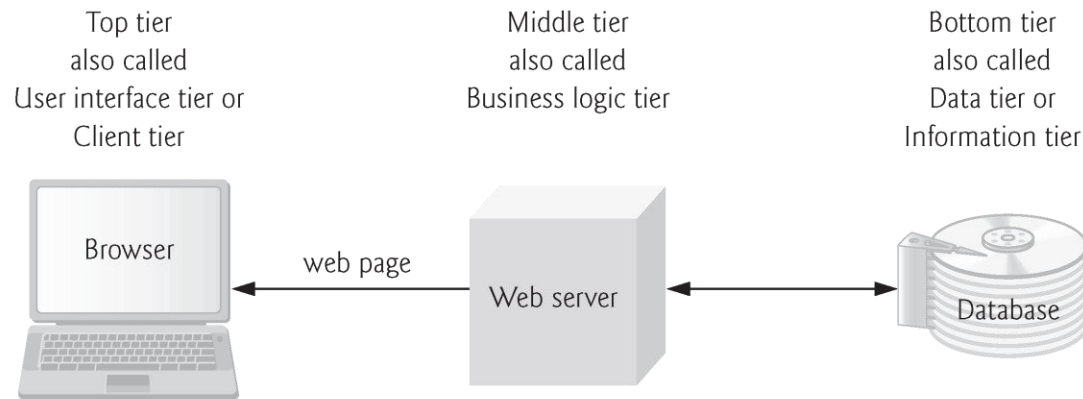 Top tier
also called
User interface tier or
Client tier
Middle tier
also called
Business logic tier
Bottom tier
also called
Data tier or
Information tier
Browser
web page
Web server
Database